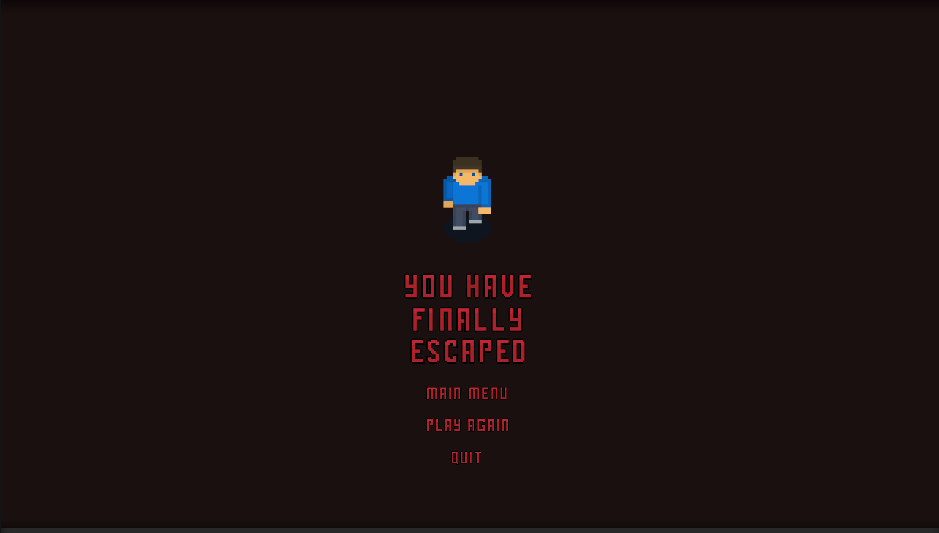 YOU HAVE
FINALLY
ESCAPED
MAIN MENU
PLAY AGAIN
QUIT